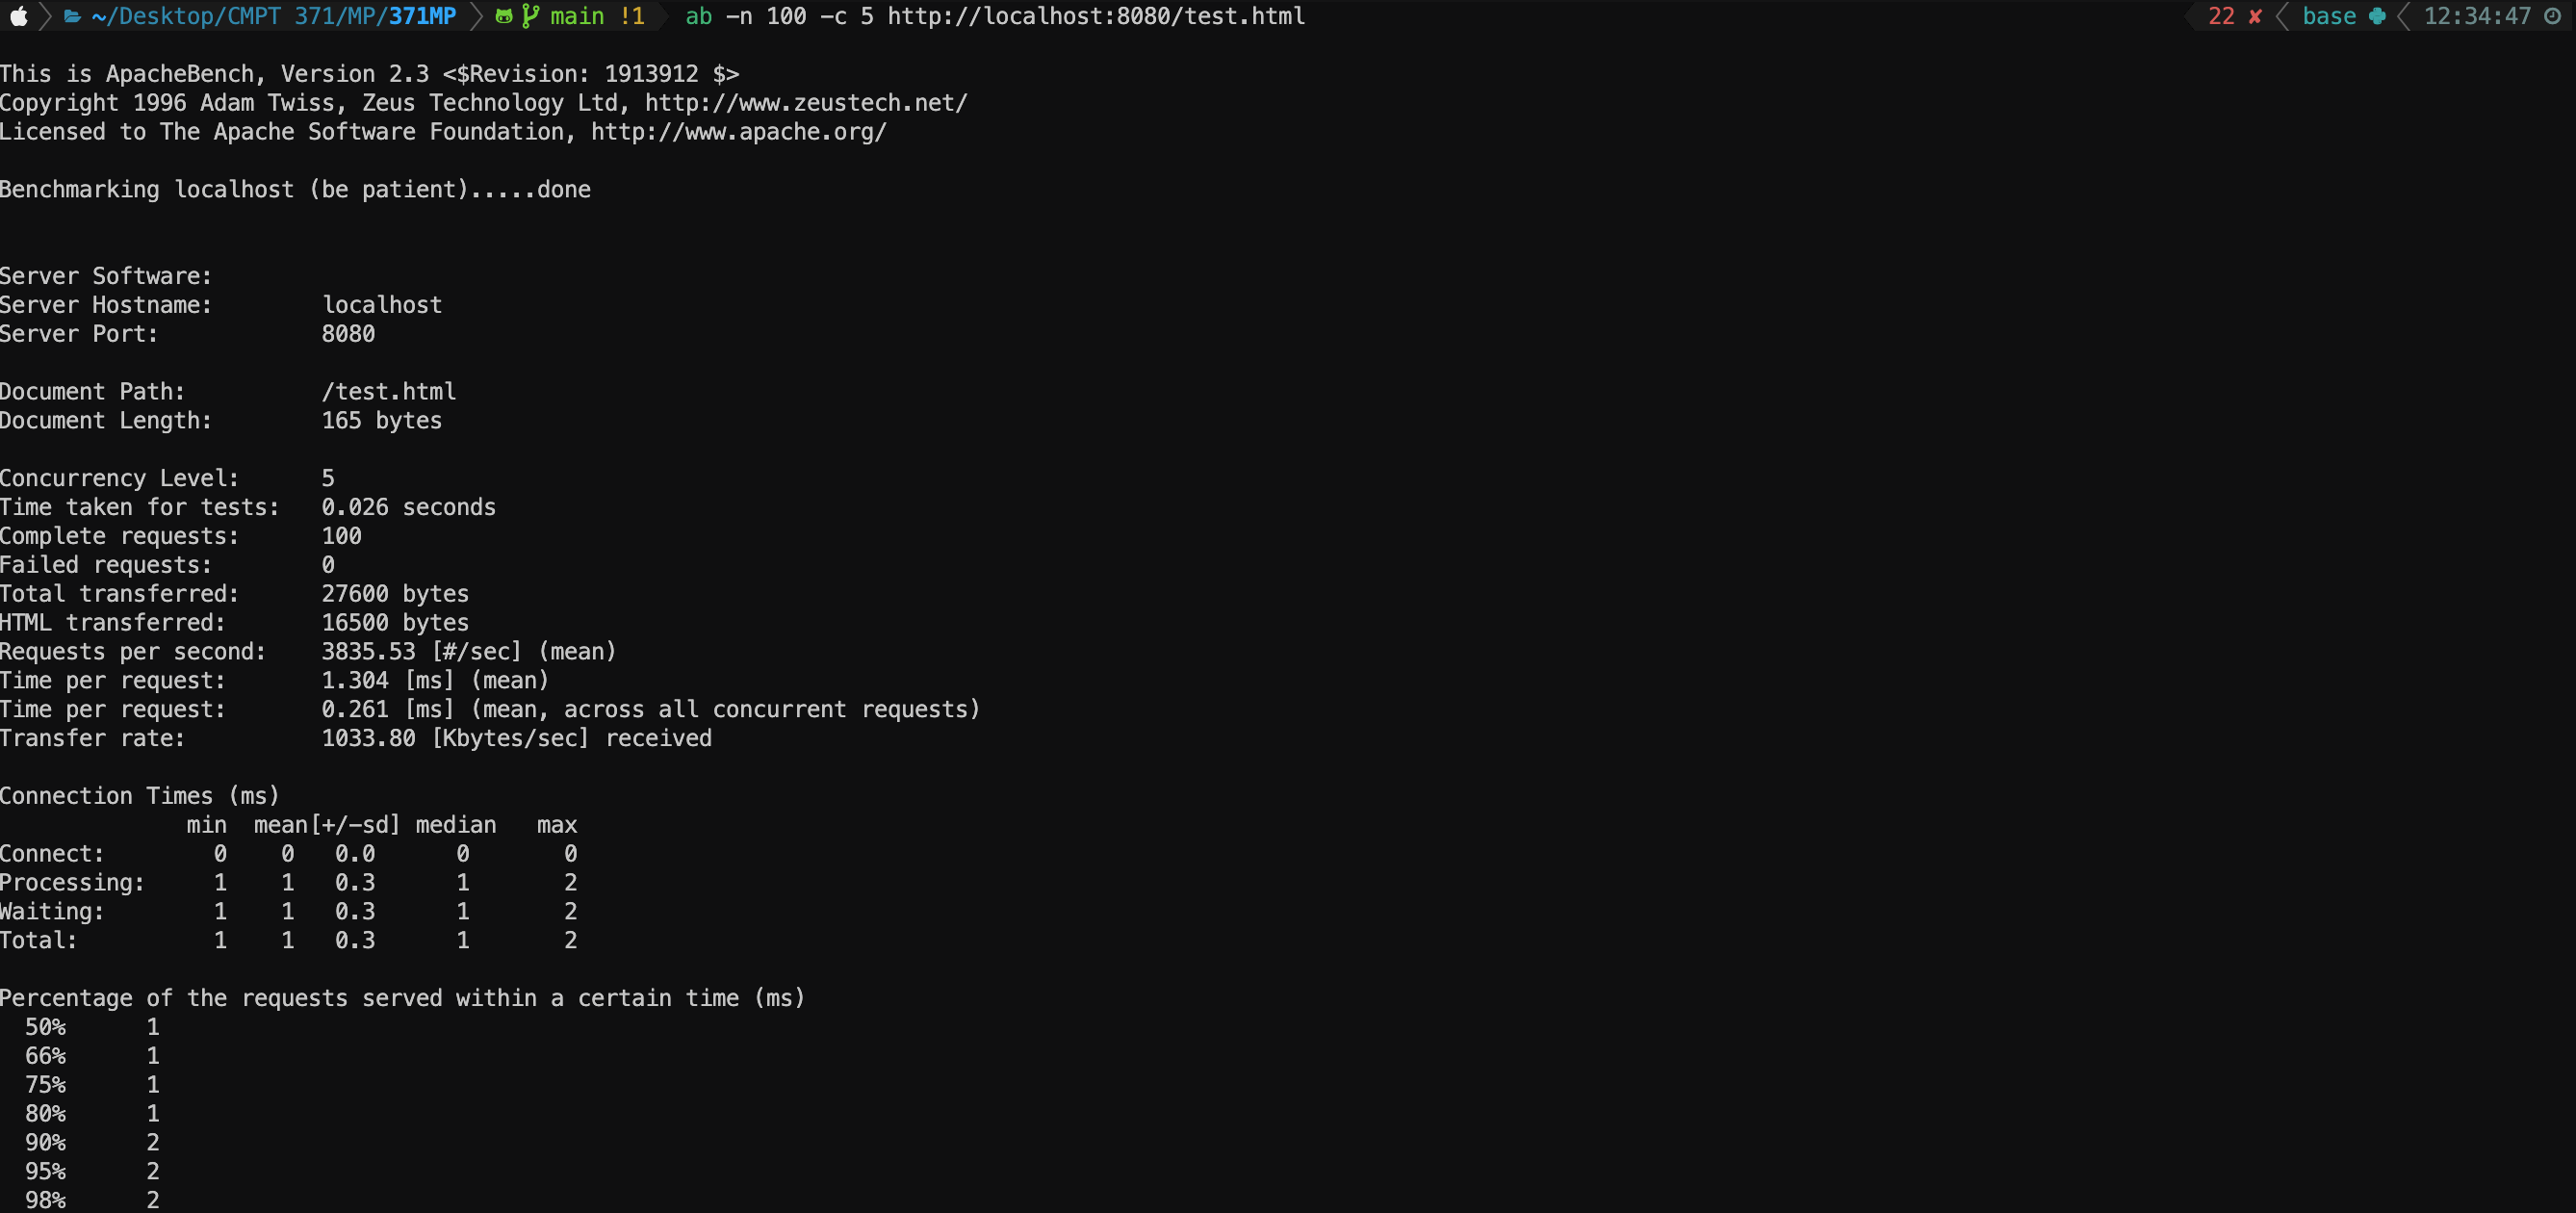 ~/Desktop/CMPT 371/MP/371MP main !1 ab -n 100 -c 5 http://localhost:8080/test.html 22 ✘ base 12:34:47
This is ApacheBench, Version 2.3 <$Revision: 1913912 $>
Copyright 1996 Adam Twiss, Zeus Technology Ltd, http://www.zeustech.net/
Licensed to The Apache Software Foundation, http://www.apache.org/
Benchmarking localhost (be patient).....done
Server Software:
Server Hostname:        localhost
Server Port:            8080
Document Path:          /test.html
Document Length:        165 bytes
Concurrency Level:      5
Time taken for tests:   0.026 seconds
Complete requests:      100
Failed requests:        0
Total transferred:      27600 bytes
HTML transferred:       16500 bytes
Requests per second:    3835.53 [#/sec] (mean)
Time per request:       1.304 [ms] (mean)
Time per request:       0.261 [ms] (mean, across all concurrent requests)
Transfer rate:          1033.80 [Kbytes/sec] received
Connection Times (ms)
              min  mean[+/-sd] median   max
Connect:        0    0   0.0      0       0
Processing:     1    1   0.3      1       2
Waiting:        1    1   0.3      1       2
Total:          1    1   0.3      1       2
Percentage of the requests served within a certain time (ms)
  50%      1
  66%      1
  75%      1
  80%      1
  90%      2
  95%      2
  98%      2